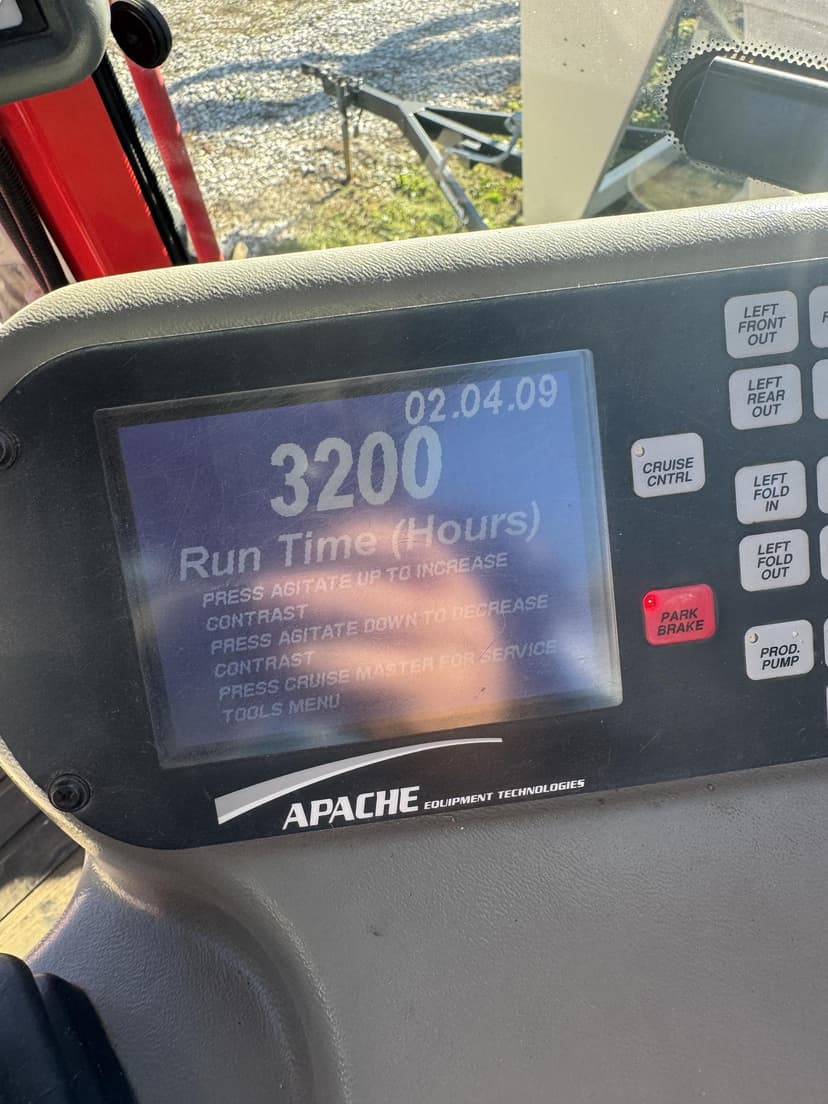 02.04.09
3200
Run Time (Hours)
PRESS AGITATE UP TO INCREASE
CONTRAST
PRESS AGITATE DOWN TO DECREASE
CONTRAST
PRESS CRUISE MASTER FOR SERVICE
TOOLS MENU
APACHE EQUIPMENT TECHNOLOGIES
CRUISE
CNTRL
PARK
BRAKE
LEFT
FRONT
OUT
LEFT
REAR
OUT
LEFT
FOLD
IN
LEFT
FOLD
OUT
PROD.
PUMP